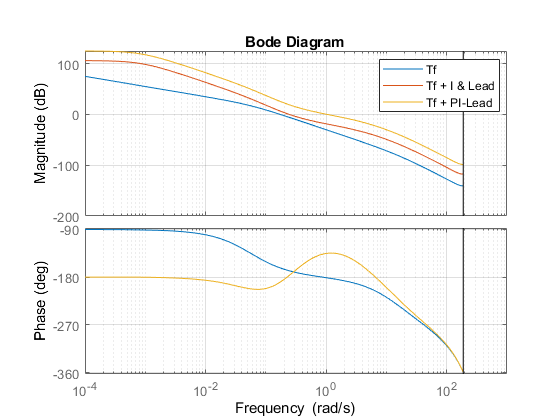 Bode Diagram
Tf
Tf + I & Lead
Tf + PI-Lead
Magnitude (dB)
100
0
-100
-200
Phase (deg)
-90
-180
-270
-360
10^-4
10^-2
10^0
10^2
Frequency (rad/s)